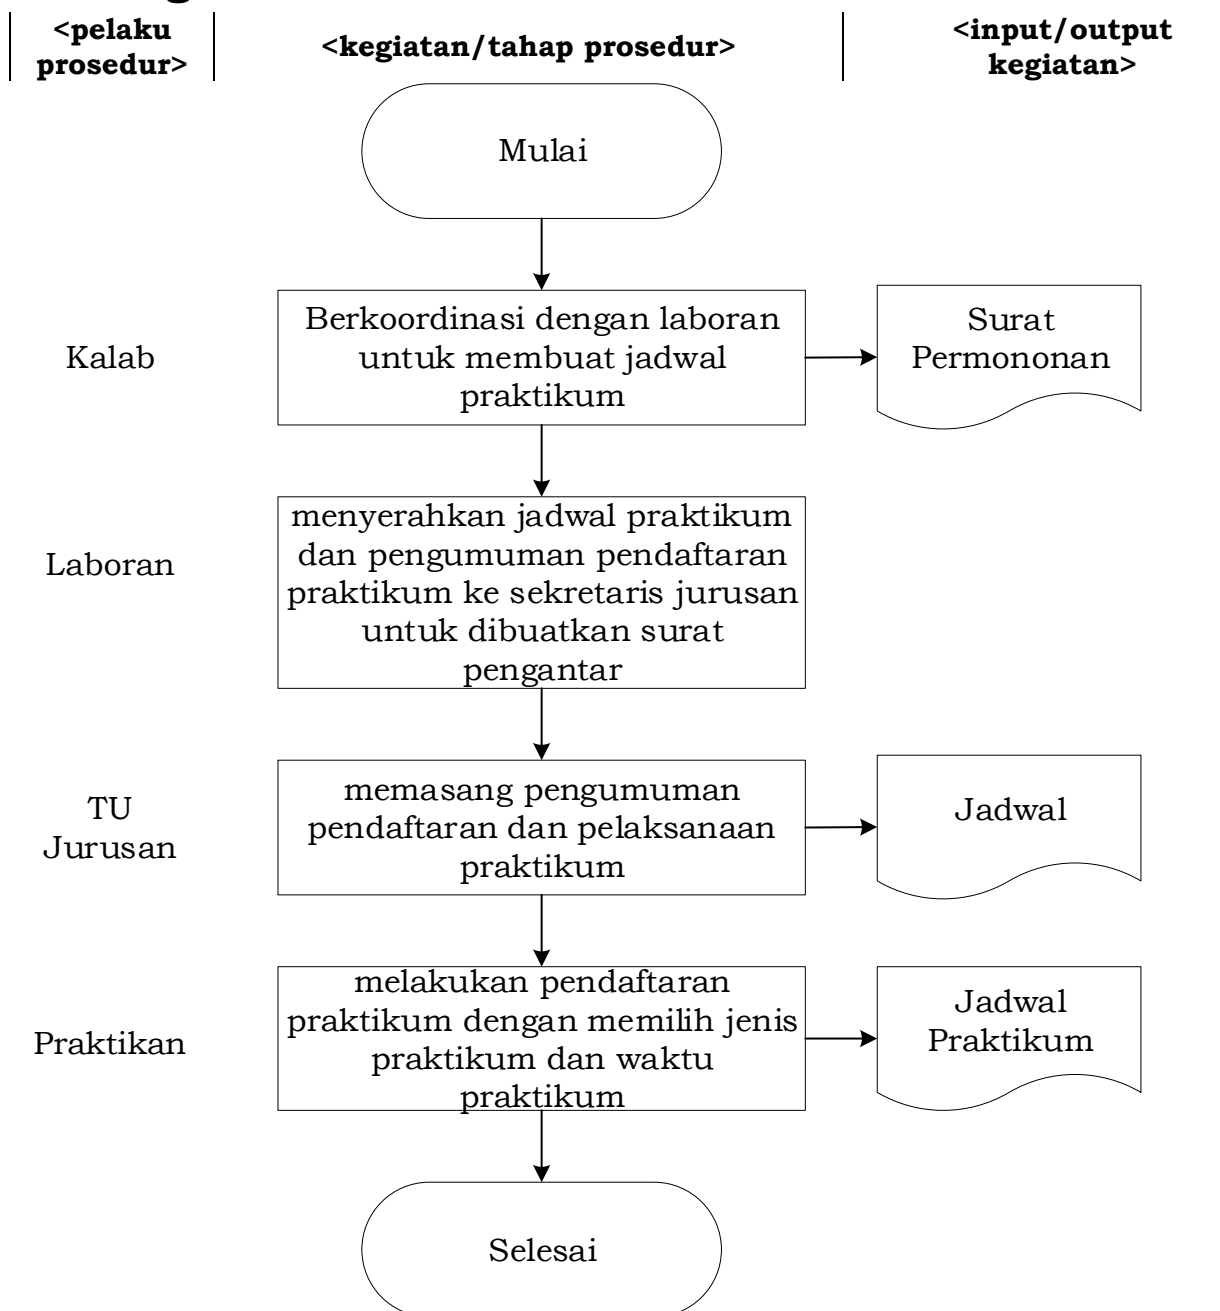 <pelaku
prosedur>
<kegiatan/tahap prosedur>
<input/output
kegiatan>
Mulai
Kalab
Berkoordinasi dengan laboran
untuk membuat jadwal
praktikum
Surat
Permononan
Laboran
menyerahkan jadwal praktikum
dan pengumuman pendaftaran
praktikum ke sekretaris jurusan
untuk dibuatkan surat
pengantar
TU
Jurusan
memasang pengumuman
pendaftaran dan pelaksanaan
praktikum
Jadwal
Praktikan
melakukan pendaftaran
praktikum dengan memilih jenis
praktikum dan waktu
praktikum
Jadwal
Praktikum
Selesai